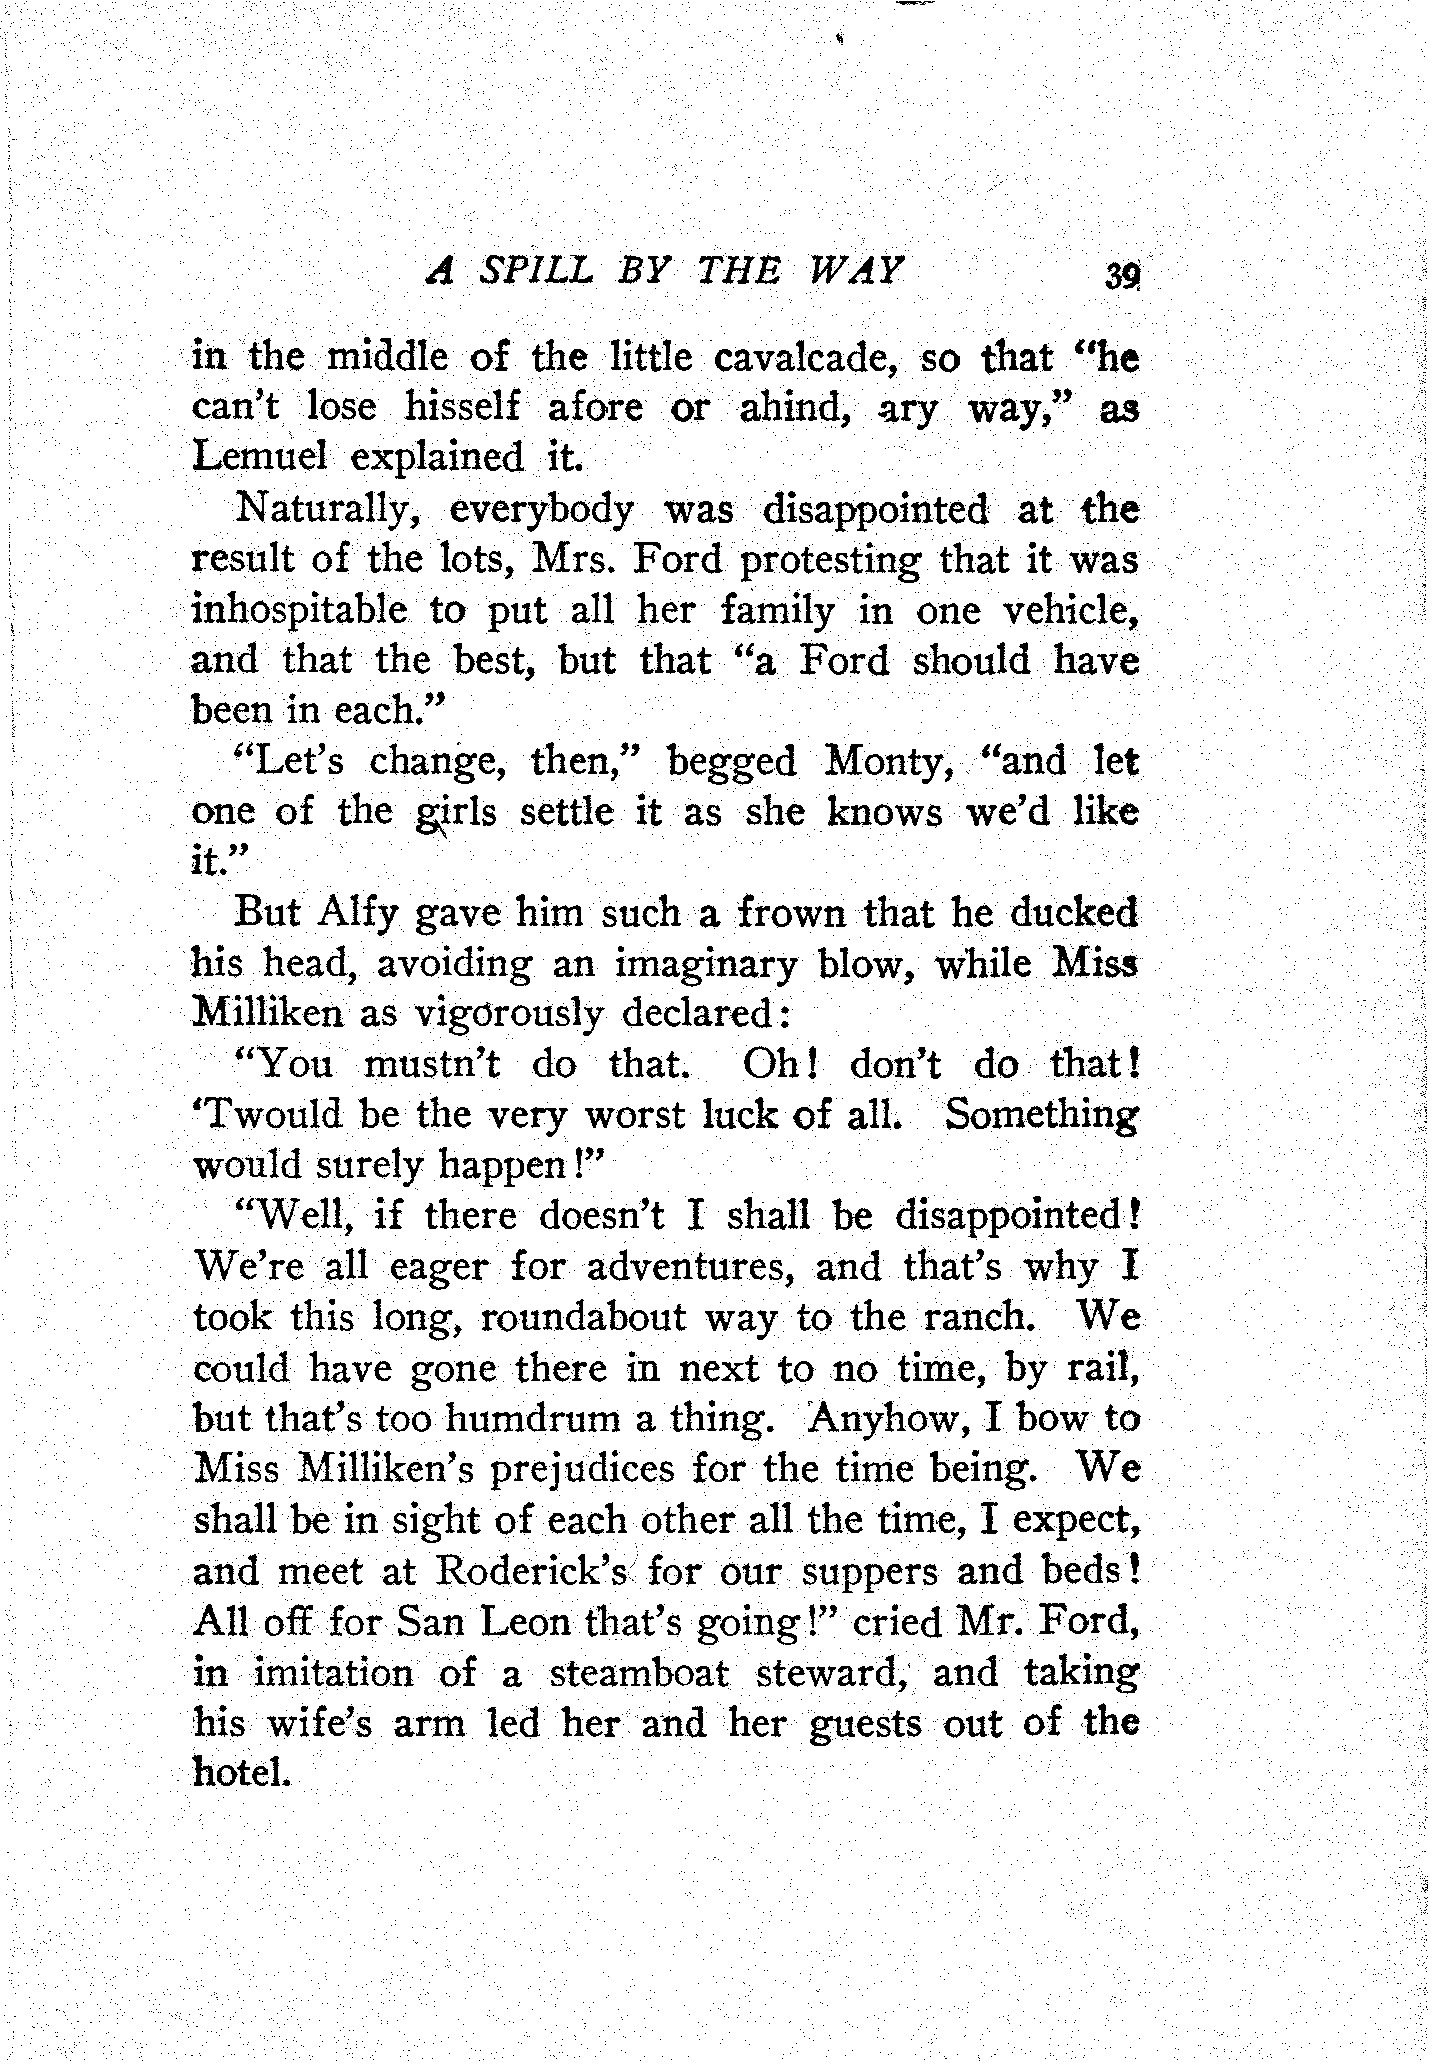 A SPILL BY THE WAY 39
in the middle of the little cavalcade, so that “he
can’t lose hisself afore or ahind, ary way,” as
Lemuel explained it.
Naturally, everybody was disappointed at the
result of the lots, Mrs. Ford protesting that it was
inhospitable to put all her family in one vehicle,
and that the best, but that “a Ford should have
been in each.”
“Let’s change, then,” begged Monty, “and let
one of the girls settle it as she knows we’d like
it.”
But Alfy gave him such a frown that he ducked
his head, avoiding an imaginary blow, while Miss
Milliken as vigorously declared:
“You mustn’t do that. Oh! don’t do that!
‘Twould be the very worst luck of all. Something
would surely happen!”
“Well, if there doesn’t I shall be disappointed!
We’re all eager for adventures, and that’s why I
took this long, roundabout way to the ranch. We
could have gone there in next to no time, by rail,
but that’s too humdrum a thing. Anyhow, I bow to
Miss Milliken’s prejudices for the time being. We
shall be in sight of each other all the time, I expect,
and meet at Roderick’s for our suppers and beds!
All off for San Leon that’s going!” cried Mr. Ford,
in imitation of a steamboat steward, and taking
his wife’s arm led her and her guests out of the
hotel.